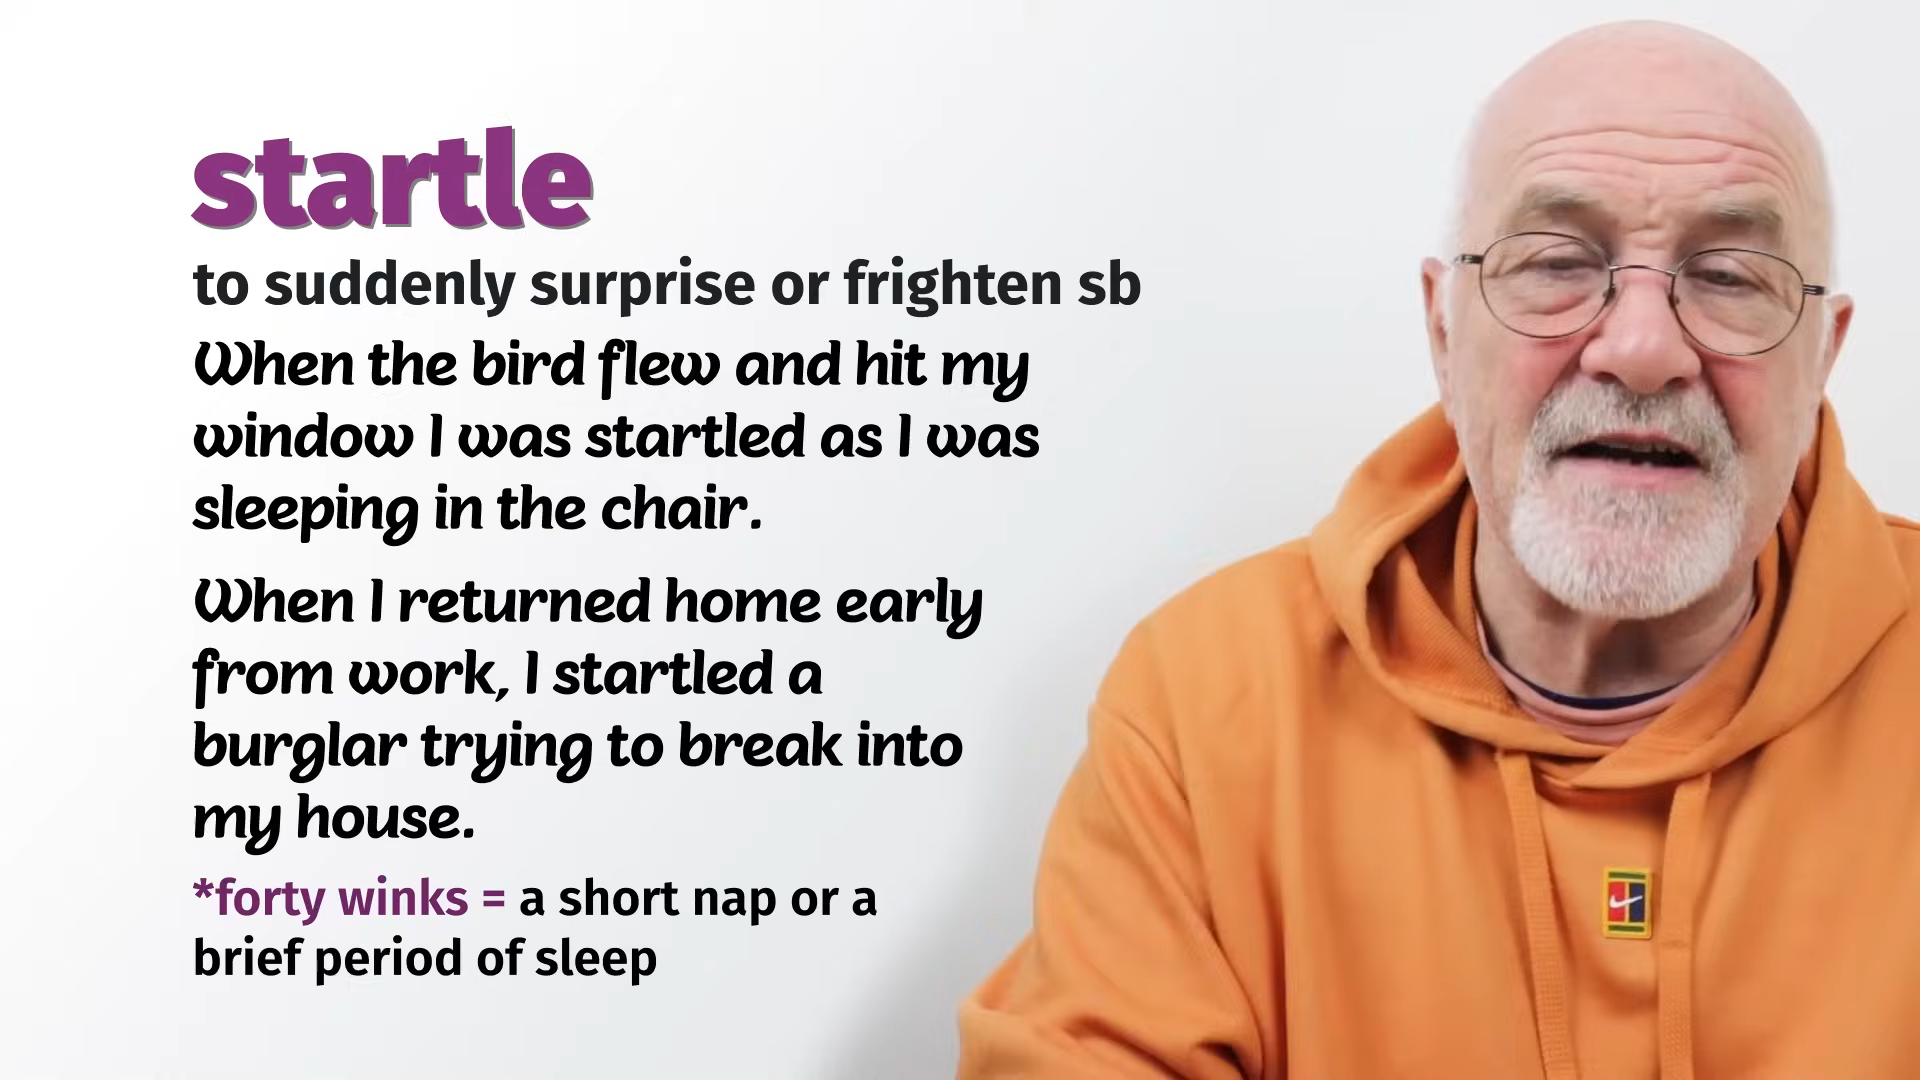 startle
to suddenly surprise or frighten sb
When the bird flew and hit my
window I was startled as I was
sleeping in the chair.
When I returned home early
from work, I startled a
burglar trying to break into
my house.
*forty winks = a short nap or a
brief period of sleep